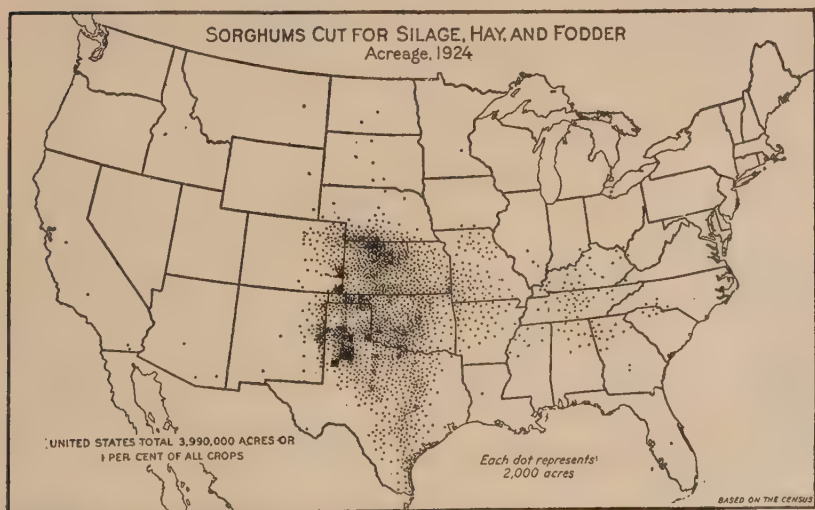 SORGHUMS CUT FOR SILAGE, HAY, AND FODDER
Acreage, 1924
UNITED STATES TOTAL 3,990,000 ACRES OR
1 PER CENT OF ALL CROPS
Each dot represents
2,000 acres
BASED ON THE CENSUS